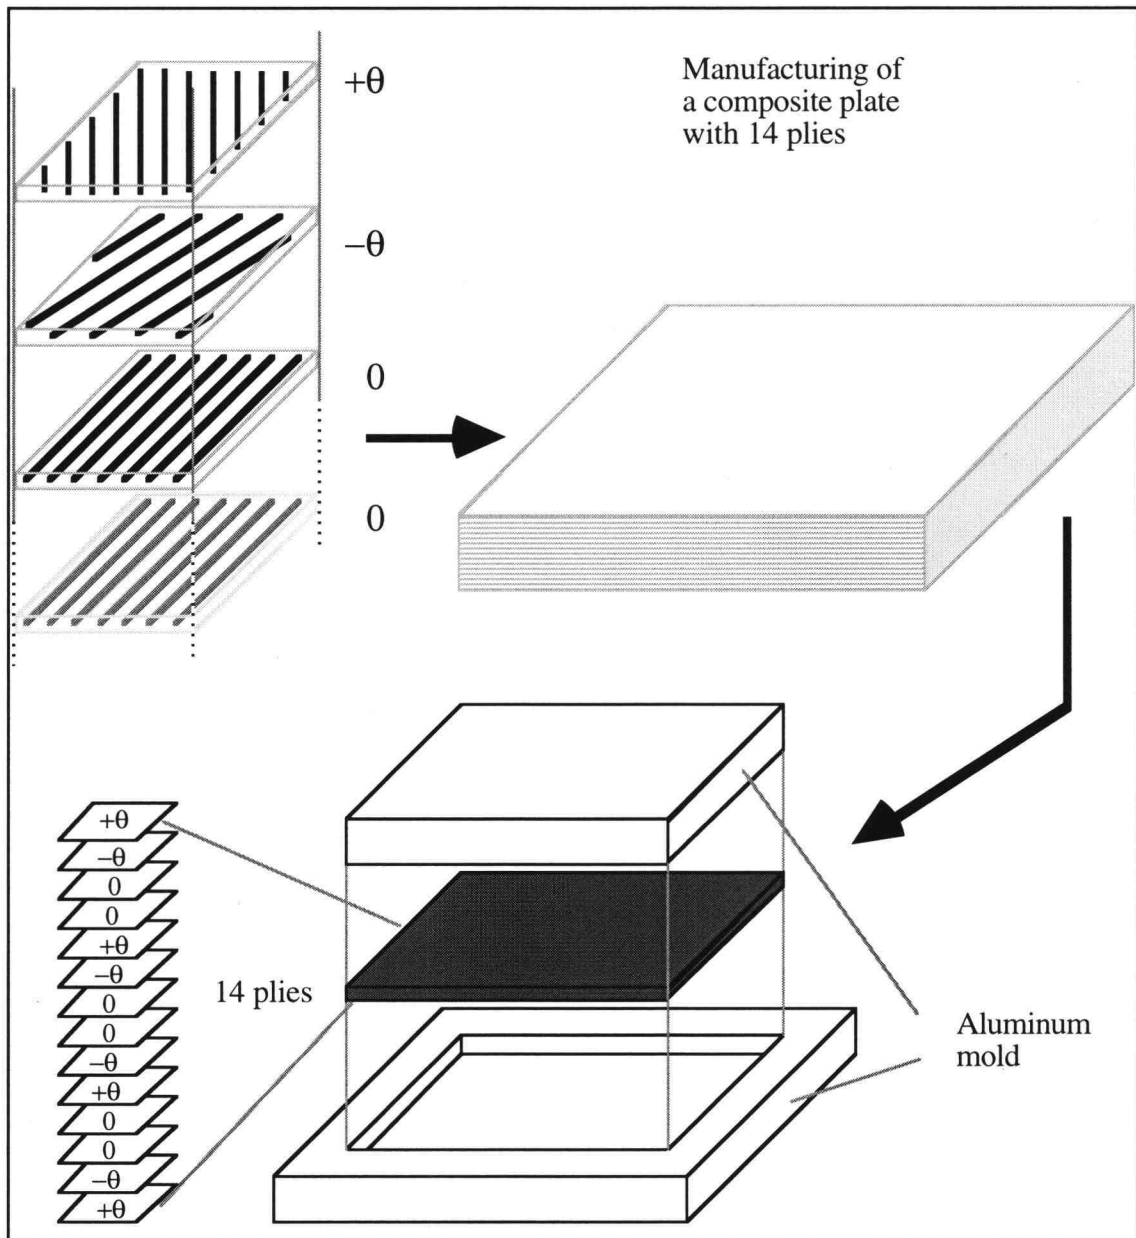 +θ
Manufacturing of
a composite plate
with 14 plies
−θ
0
0
+θ
−θ
0
0
+θ
−θ
0
0
−θ
+θ
0
0
−θ
+θ
14 plies
Aluminum
mold